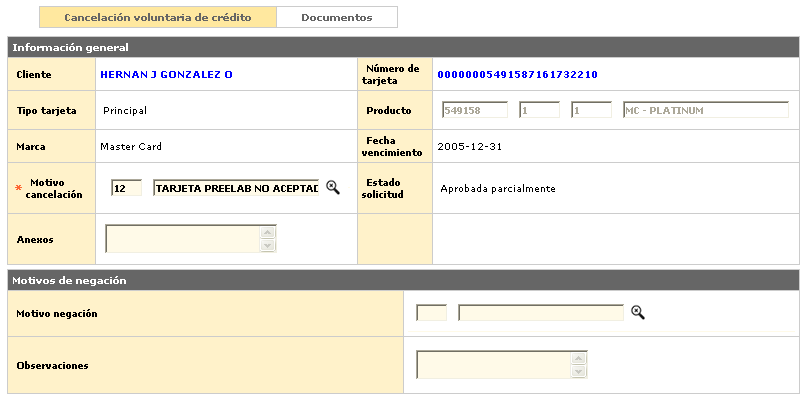 Cancelación voluntaria de crédito Documentos
Información general
Cliente HERNAN J GONZALEZ O Número de tarjeta 00000005491587161732210
Tipo tarjeta Principal Producto 549158 1 1 MC - PLATINUM
Marca Master Card Fecha vencimiento 2005-12-31
* Motivo cancelación 12 TARJETA PREELAB NO ACEPTAD Estado solicitud Aprobada parcialmente
Anexos
Motivos de negación
Motivo negación
Observaciones